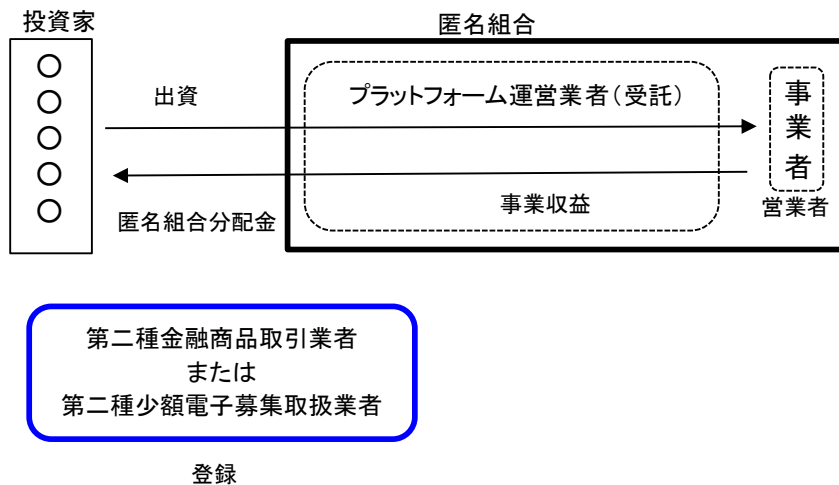 投資家
匿名組合
出資
プラットフォーム運営業者（受託）
事業者
営業者
事業収益
匿名組合分配金
第二種金融商品取引業者
または
第二種少額電子募集取扱業者
登録